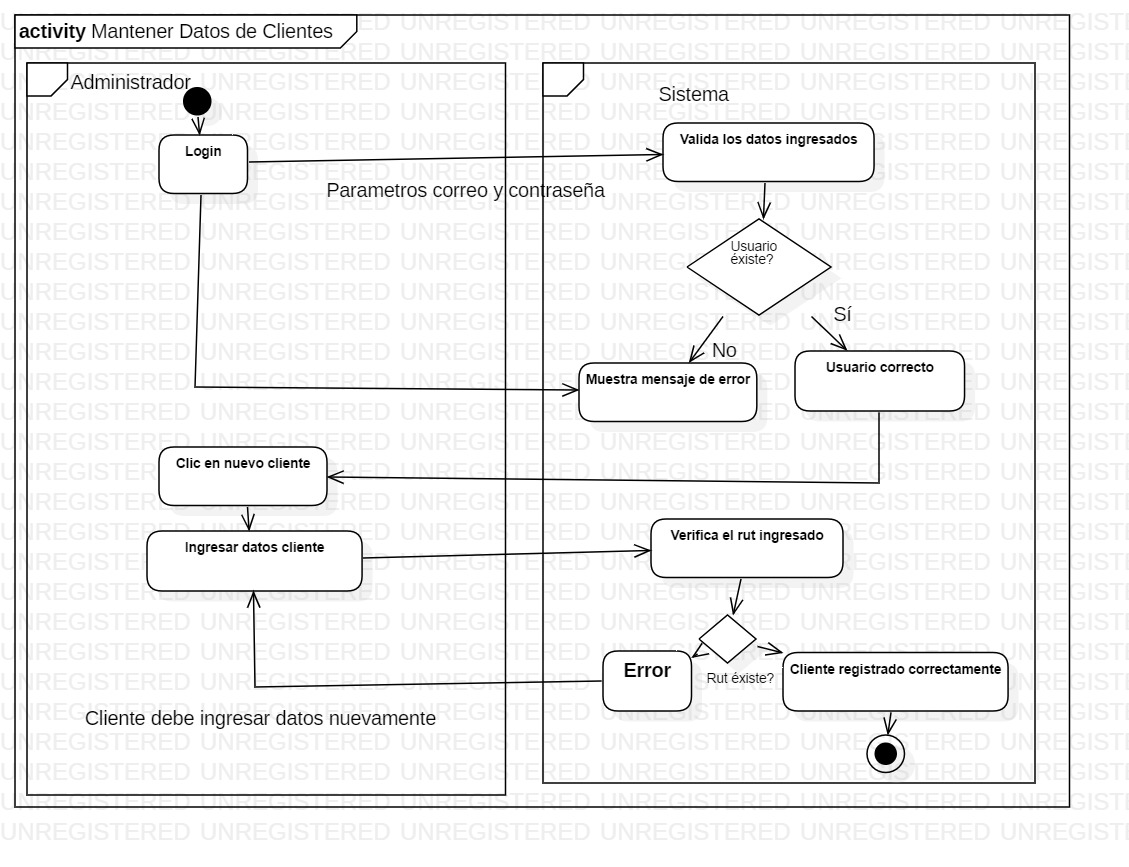 activity Mantener Datos de Clientes
Administrador
Sistema
Login
Valida los datos ingresados
Parametros correo y contraseña
Usuario
éxiste?
Sí
No
Muestra mensaje de error
Usuario correcto
Clic en nuevo cliente
Ingresar datos cliente
Verifica el rut ingresado
Error
Rut éxiste?
Cliente registrado correctamente
Cliente debe ingresar datos nuevamente
UNREGISTERED UNREGISTERED UNREGISTERED UNREGISTERED UNREGISTERED UNREGISTI